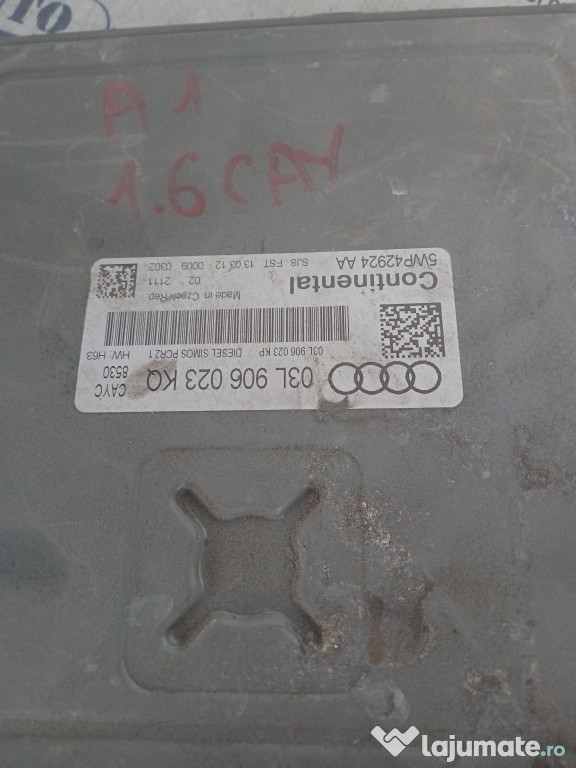 A1
1.6 CAY
03L 906 023 KQ
CAYC
8530
03L 906 023 KP
DIESEL SIMOS PCR2.1
HW: H63
Continental
Made in Czech Rep
02 2111
5WP42924 AA
SJ8 FST 13.03.12 0009 0302
lajumate.ro